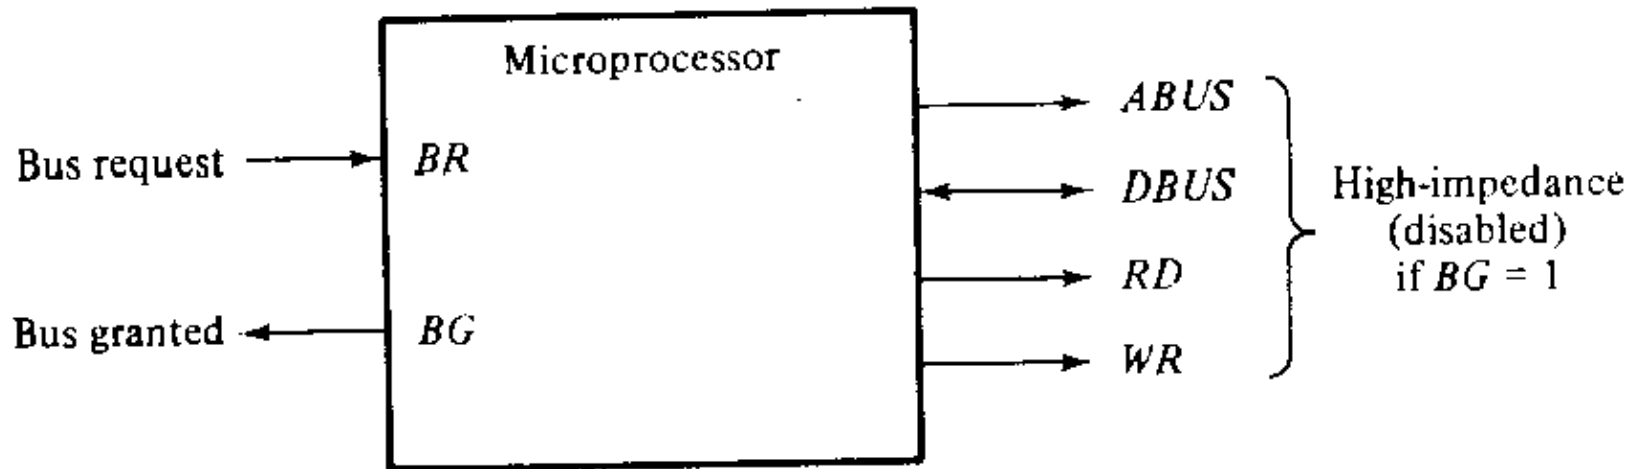 Microprocessor
Bus request
BR
Bus granted
BG
ABUS
DBUS
RD
WR
High-impedance
(disabled)
if BG = 1